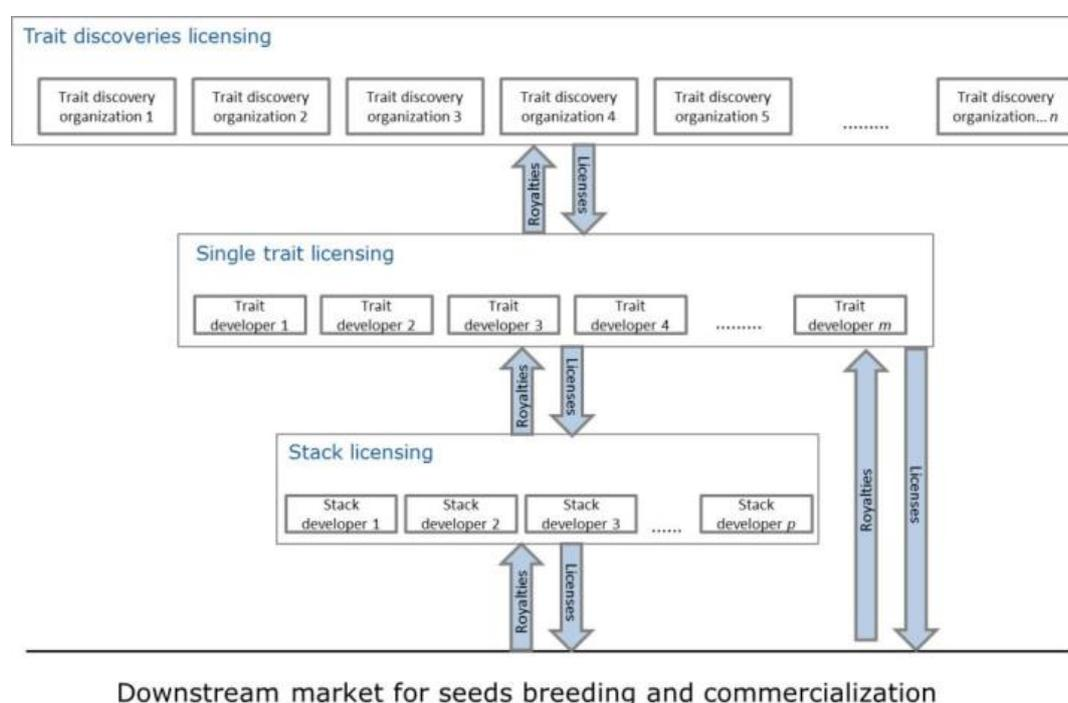 Trait discoveries licensing
Trait discovery
organization 1
Trait discovery
organization 2
Trait discovery
organization 3
Trait discovery
organization 4
Trait discovery
organization 5
.........
Trait discovery
organization... n
Royalties
Licenses
Single trait licensing
Trait
developer 1
Trait
developer 2
Trait
developer 3
Trait
developer 4
.........
Trait
developer m
Royalties
Licenses
Stack licensing
Stack
developer 1
Stack
developer 2
Stack
developer 3
......
Stack
developer p
Royalties
Licenses
Royalties
Licenses
Downstream market for seeds breeding and commercialization